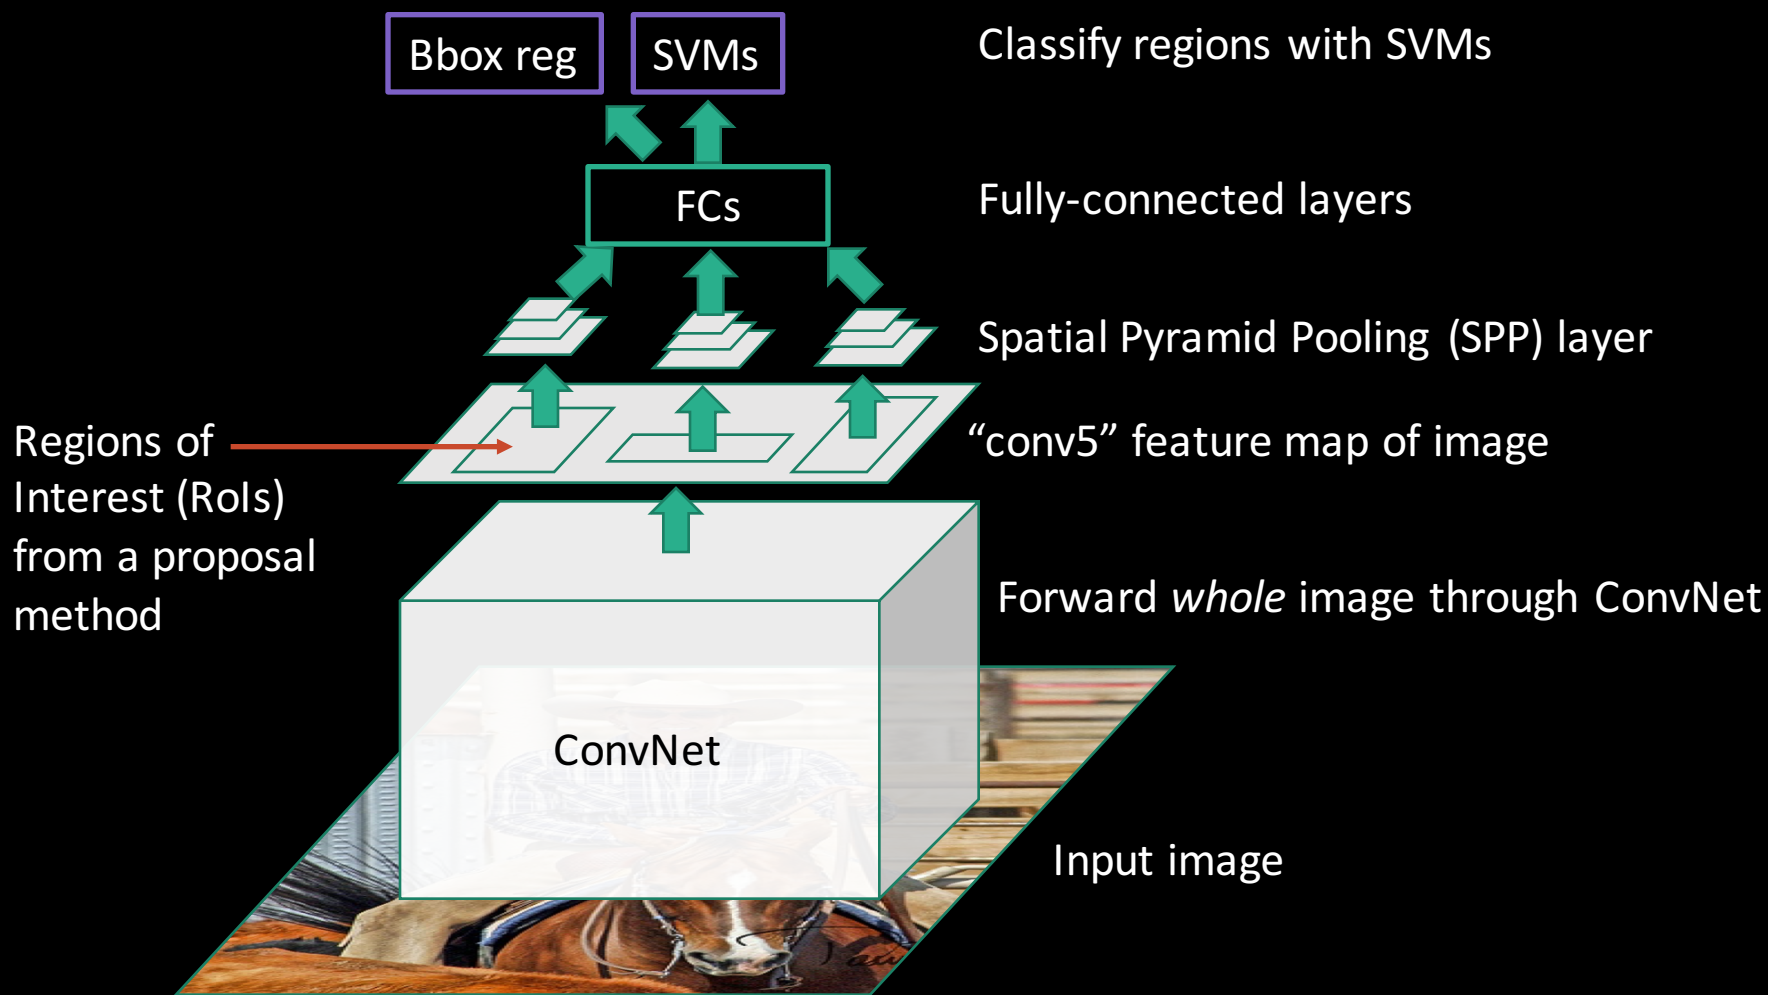 Bbox reg
SVMs
Classify regions with SVMs
FCs
Fully-connected layers
Spatial Pyramid Pooling (SPP) layer
"conv5" feature map of image
Regions of
Interest (RoIs)
from a proposal
method
Forward whole image through ConvNet
ConvNet
Input image